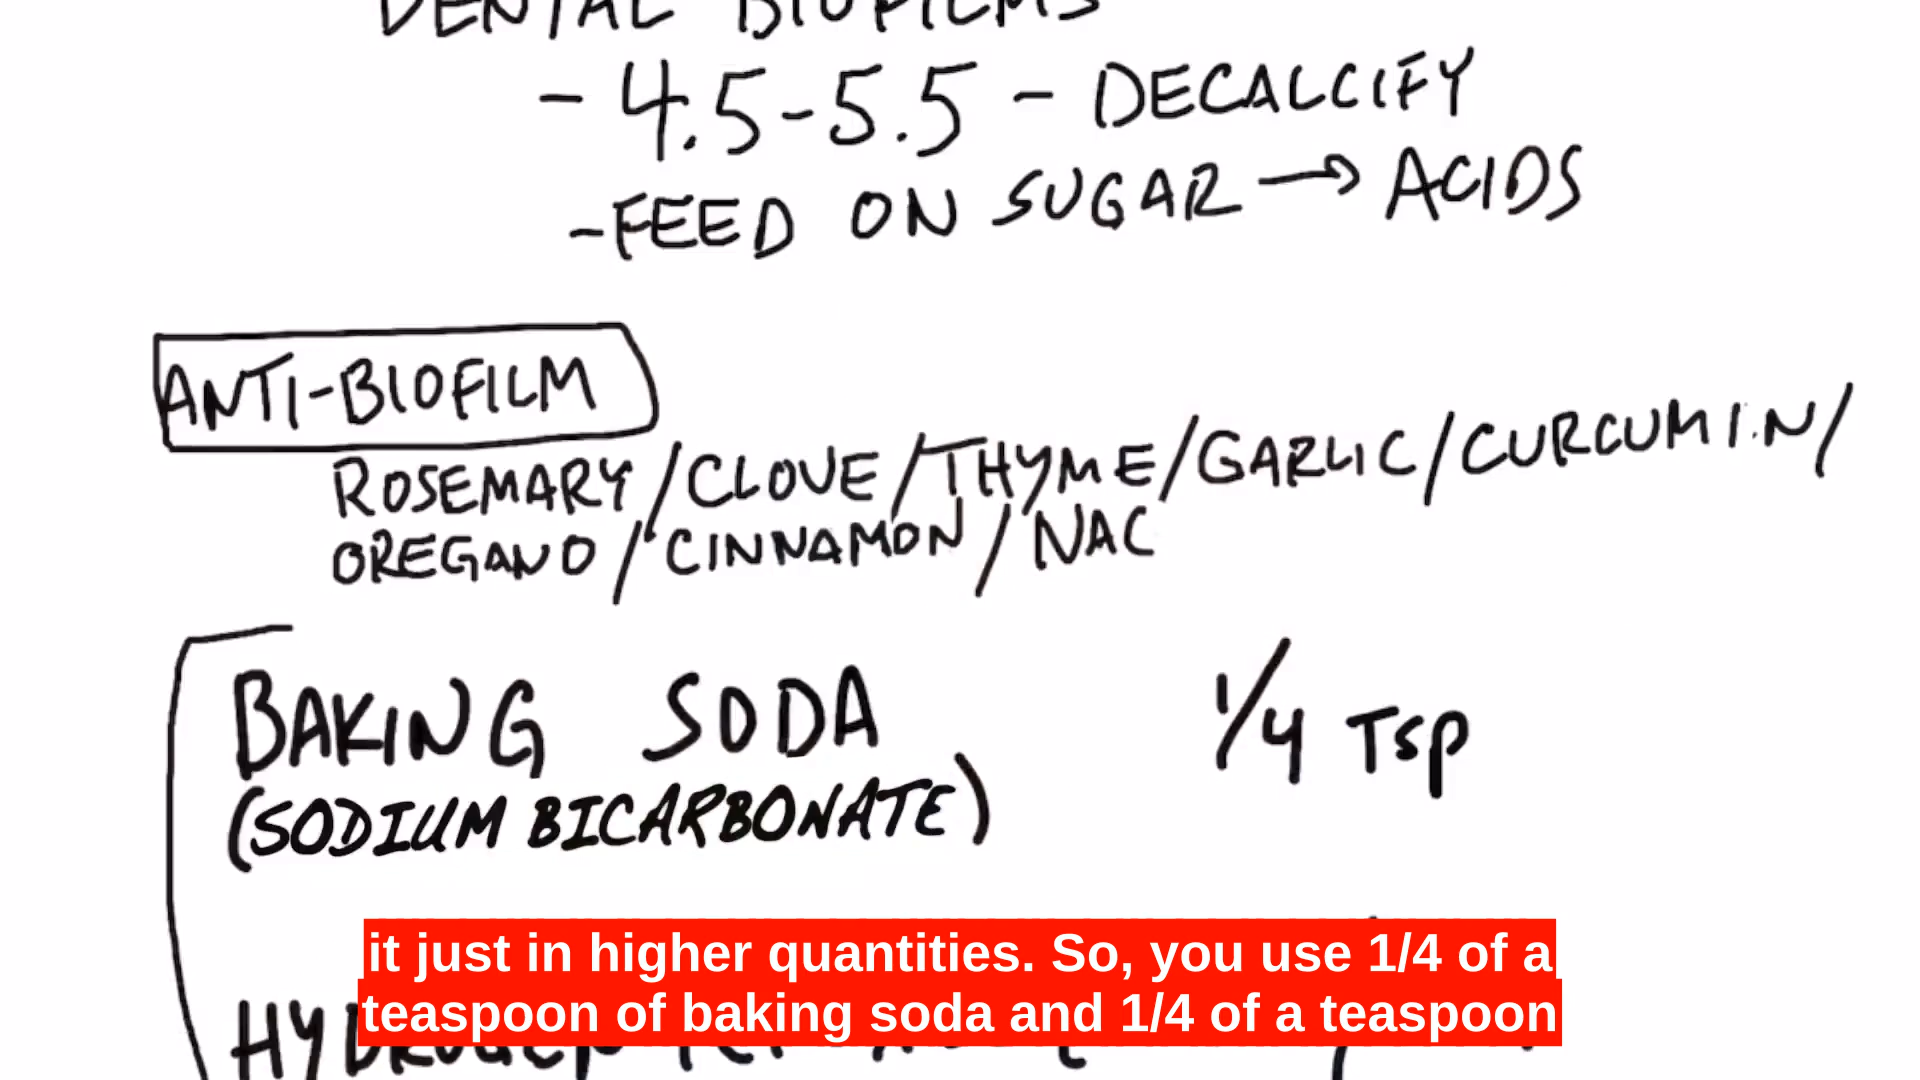 DENTAL BIOFILMS
- 4.5-5.5 - DECALCIFY
-FEED ON SUGAR → ACIDS
ANTI-BIOFILM
ROSEMARY/CLOVE/THYME/GARLIC/CURCUMIN/
OREGANO/CINNAMON/NAC
BAKING SODA 1/4 TSP
(SODIUM BICARBONATE)
it just in higher quantities. So, you use 1/4 of a
teaspoon of baking soda and 1/4 of a teaspoon